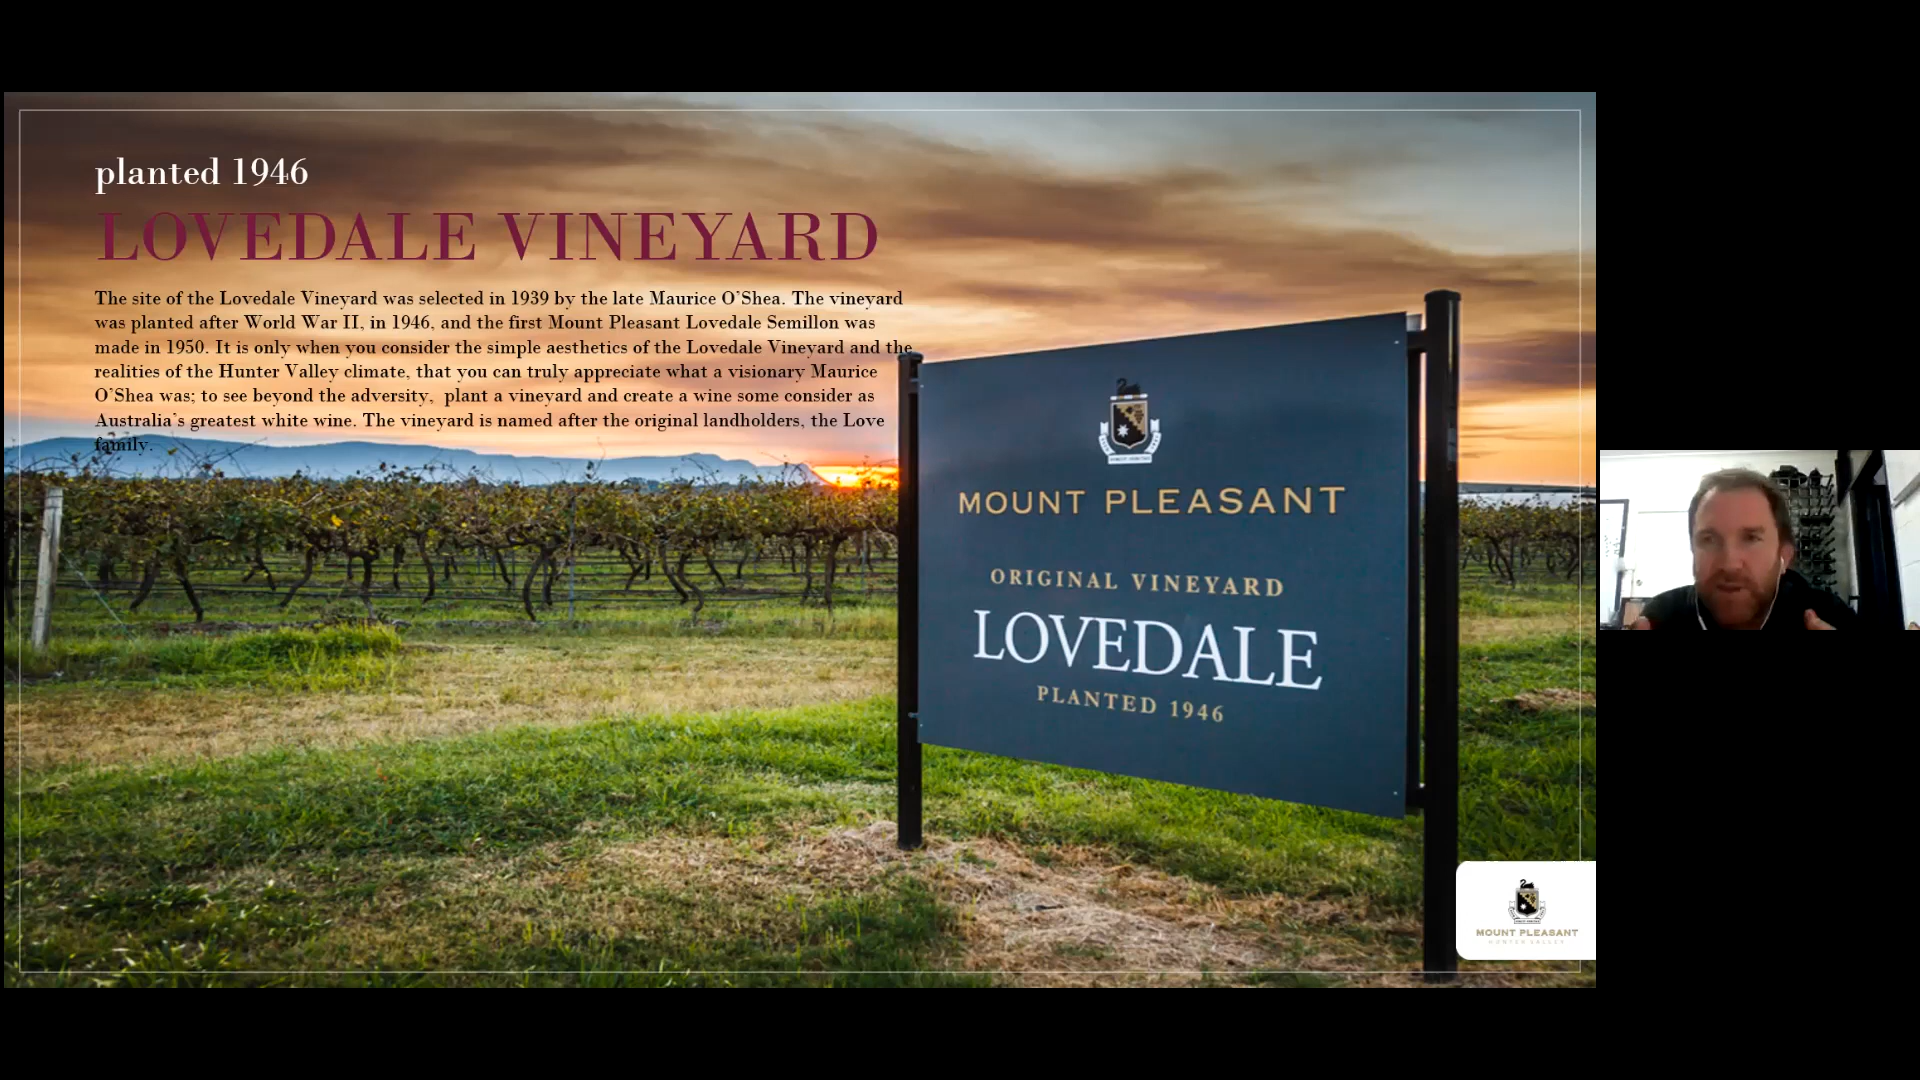 planted 1946
LOVEDALE VINEYARD
The site of the Lovedale Vineyard was selected in 1939 by the late Maurice O'Shea. The vineyard
was planted after World War II, in 1946, and the first Mount Pleasant Lovedale Semillon was
made in 1950. It is only when you consider the simple aesthetics of the Lovedale Vineyard and the
realities of the Hunter Valley climate, that you can truly appreciate what a visionary Maurice
O'Shea was; to see beyond the adversity, plant a vineyard and create a wine some consider as
Australia's greatest white wine. The vineyard is named after the original landholders, the Love
family.
MOUNT PLEASANT
ORIGINAL VINEYARD
LOVEDALE
PLANTED 1946
MOUNT PLEASANT
HUNTER VALLEY